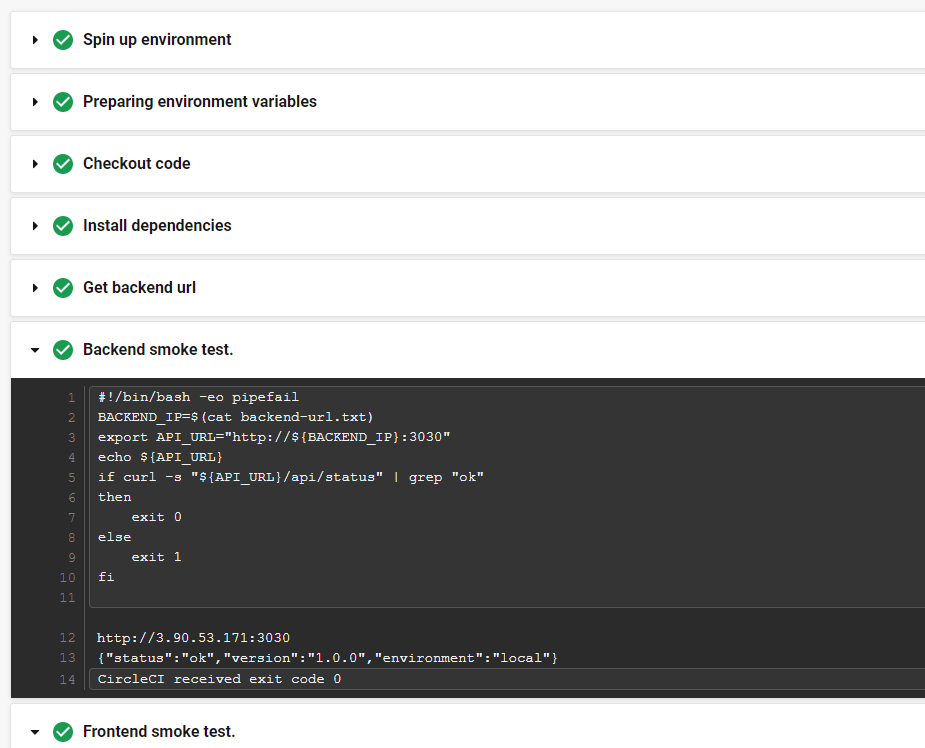 Spin up environment
Preparing environment variables
Checkout code
Install dependencies
Get backend url
Backend smoke test.
1 #!/bin/bash -eo pipefail
2 BACKEND_IP=$(cat backend-url.txt)
3 export API_URL="http://${BACKEND_IP}:3030"
4 echo ${API_URL}
5 if curl -s "${API_URL}/api/status" | grep "ok"
6 then
7     exit 0
8 else
9     exit 1
10 fi
11
12 http://3.90.53.171:3030
13 {"status":"ok","version":"1.0.0","environment":"local"}
14 CircleCI received exit code 0
Frontend smoke test.